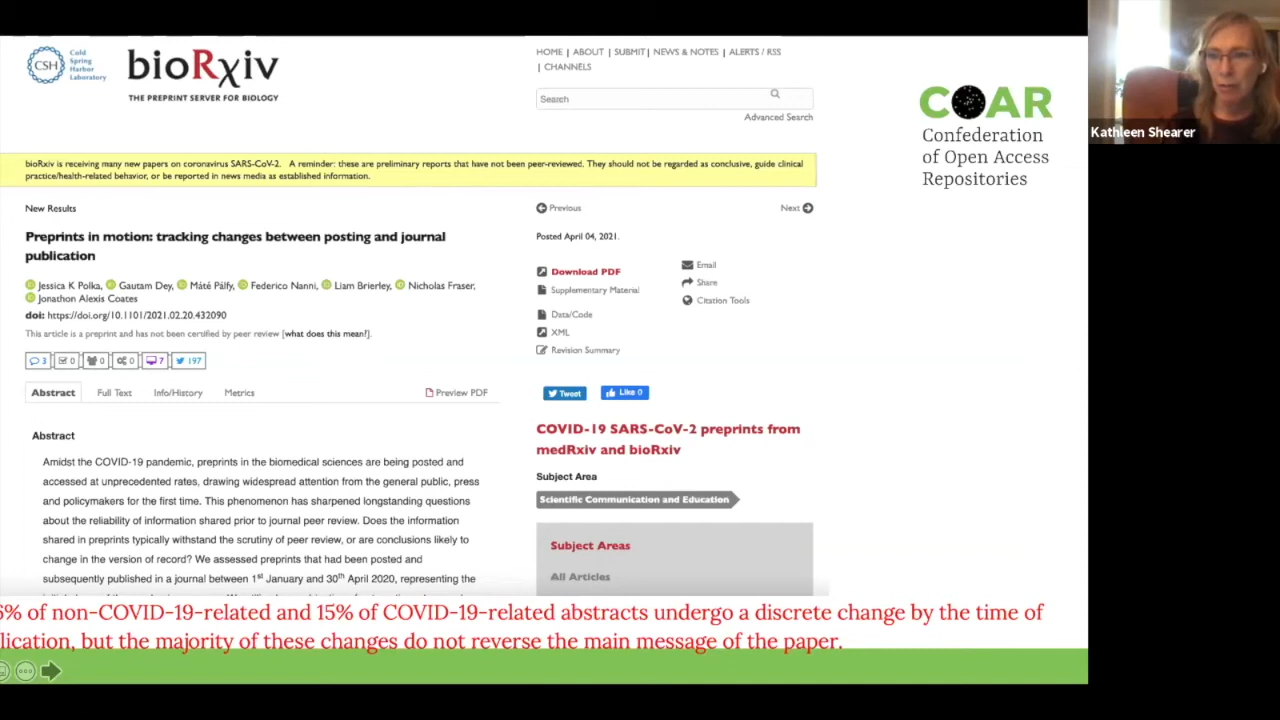 CSH
Cold
Spring
Harbor
Laboratory
bioRxiv
THE PREPRINT SERVER FOR BIOLOGY
HOME | ABOUT | SUBMIT | NEWS & NOTES | ALERTS / RSS
| CHANNELS
Search
Advanced Search
COAR
Confederation
of Open Access
Repositories
Kathleen Shearer
bioRxiv is receiving many new papers on coronavirus SARS-CoV-2. A reminder: these are preliminary reports that have not been peer-reviewed. They should not be regarded as conclusive, guide clinical
practice/health-related behavior, or be reported in news media as established information.
New Results
Preprints in motion: tracking changes between posting and journal
publication
Jessica K Polka, Gautam Dey, Máté Pálfy, Federico Nanni, Liam Brierley, Nicholas Fraser,
Jonathon Alexis Coates
doi: https://doi.org/10.1101/2021.02.20.432090
This article is a preprint and has not been certified by peer review [what does this mean?].
3 0 0 0 7 197
Abstract Full Text Info/History Metrics Preview PDF
Abstract
Amidst the COVID-19 pandemic, preprints in the biomedical sciences are being posted and
accessed at unprecedented rates, drawing widespread attention from the general public, press
and policymakers for the first time. This phenomenon has sharpened longstanding questions
about the reliability of information shared prior to journal peer review. Does the information
shared in preprints typically withstand the scrutiny of peer review, or are conclusions likely to
change in the version of record? We assessed preprints that had been posted and
subsequently published in a journal between 1st January and 30th April 2020, representing the
Previous Next
Posted April 04, 2021.
Download PDF
Supplementary Material
Data/Code
XML
Revision Summary
Email
Share
Citation Tools
Tweet Like 0
COVID-19 SARS-CoV-2 preprints from
medRxiv and bioRxiv
Subject Area
Scientific Communication and Education
Subject Areas
All Articles
6% of non-COVID-19-related and 15% of COVID-19-related abstracts undergo a discrete change by the time of
lication, but the majority of these changes do not reverse the main message of the paper.